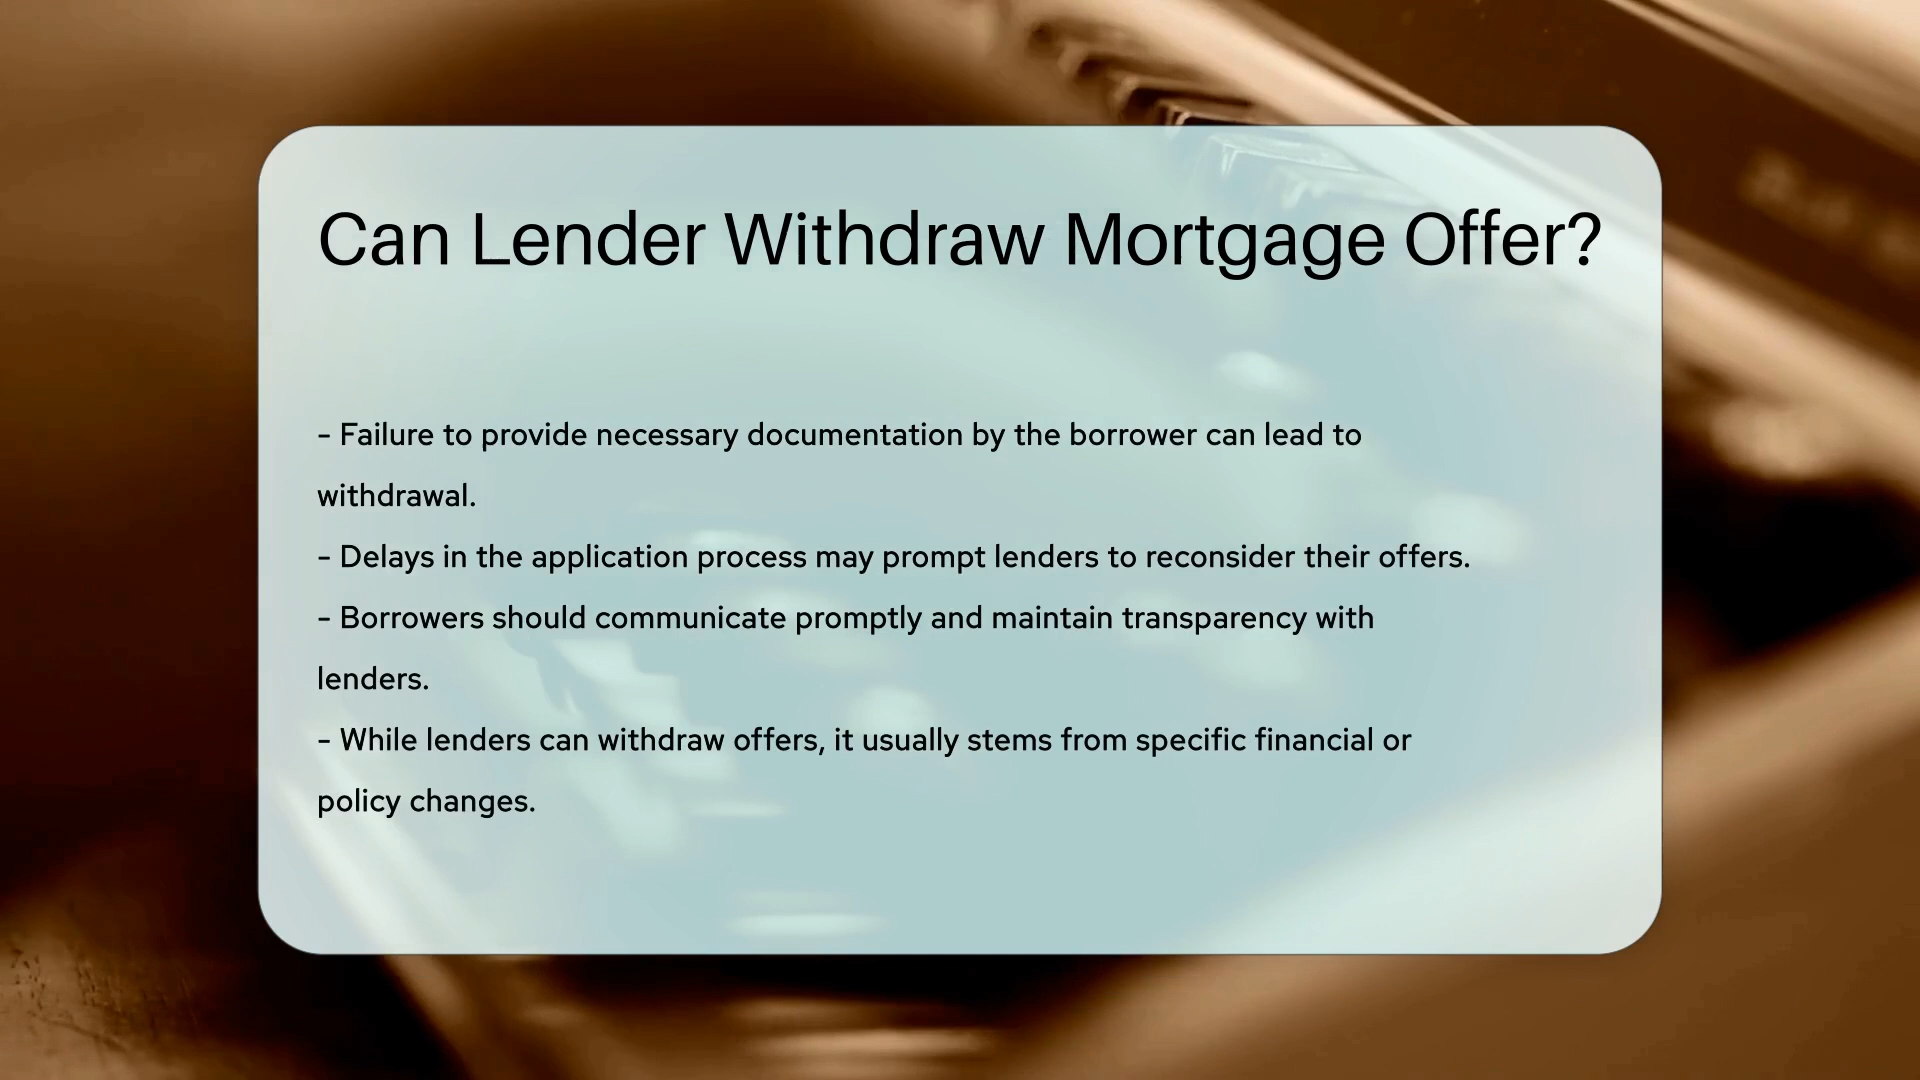 Can Lender Withdraw Mortgage Offer?
- Failure to provide necessary documentation by the borrower can lead to
withdrawal.
- Delays in the application process may prompt lenders to reconsider their offers.
- Borrowers should communicate promptly and maintain transparency with
lenders.
- While lenders can withdraw offers, it usually stems from specific financial or
policy changes.